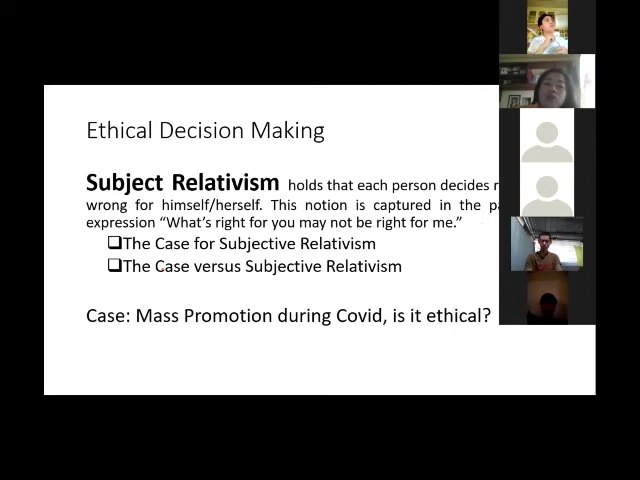 Ethical Decision Making
Subject Relativism holds that each person decides
wrong for himself/herself. This notion is captured in the
expression “What’s right for you may not be right for me.”
❑The Case for Subjective Relativism
❑The Case versus Subjective Relativism
Case: Mass Promotion during Covid, is it ethical?